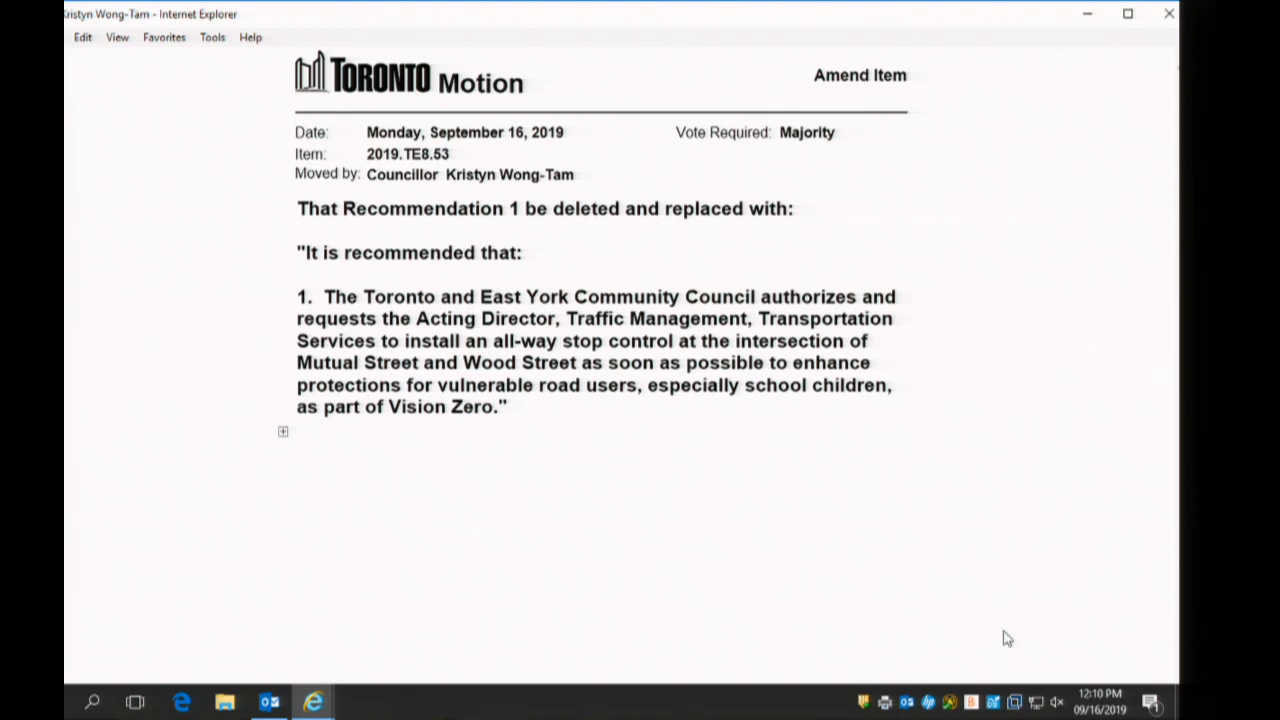 Kristyn Wong-Tam - Internet Explorer
Edit View Favorites Tools Help
TORONTO Motion
Amend Item
Date: Monday, September 16, 2019 Vote Required: Majority
Item: 2019.TE8.53
Moved by: Councillor Kristyn Wong-Tam
That Recommendation 1 be deleted and replaced with:
"It is recommended that:
1. The Toronto and East York Community Council authorizes and
requests the Acting Director, Traffic Management, Transportation
Services to install an all-way stop control at the intersection of
Mutual Street and Wood Street as soon as possible to enhance
protections for vulnerable road users, especially school children,
as part of Vision Zero."
12:10 PM
09/16/2019